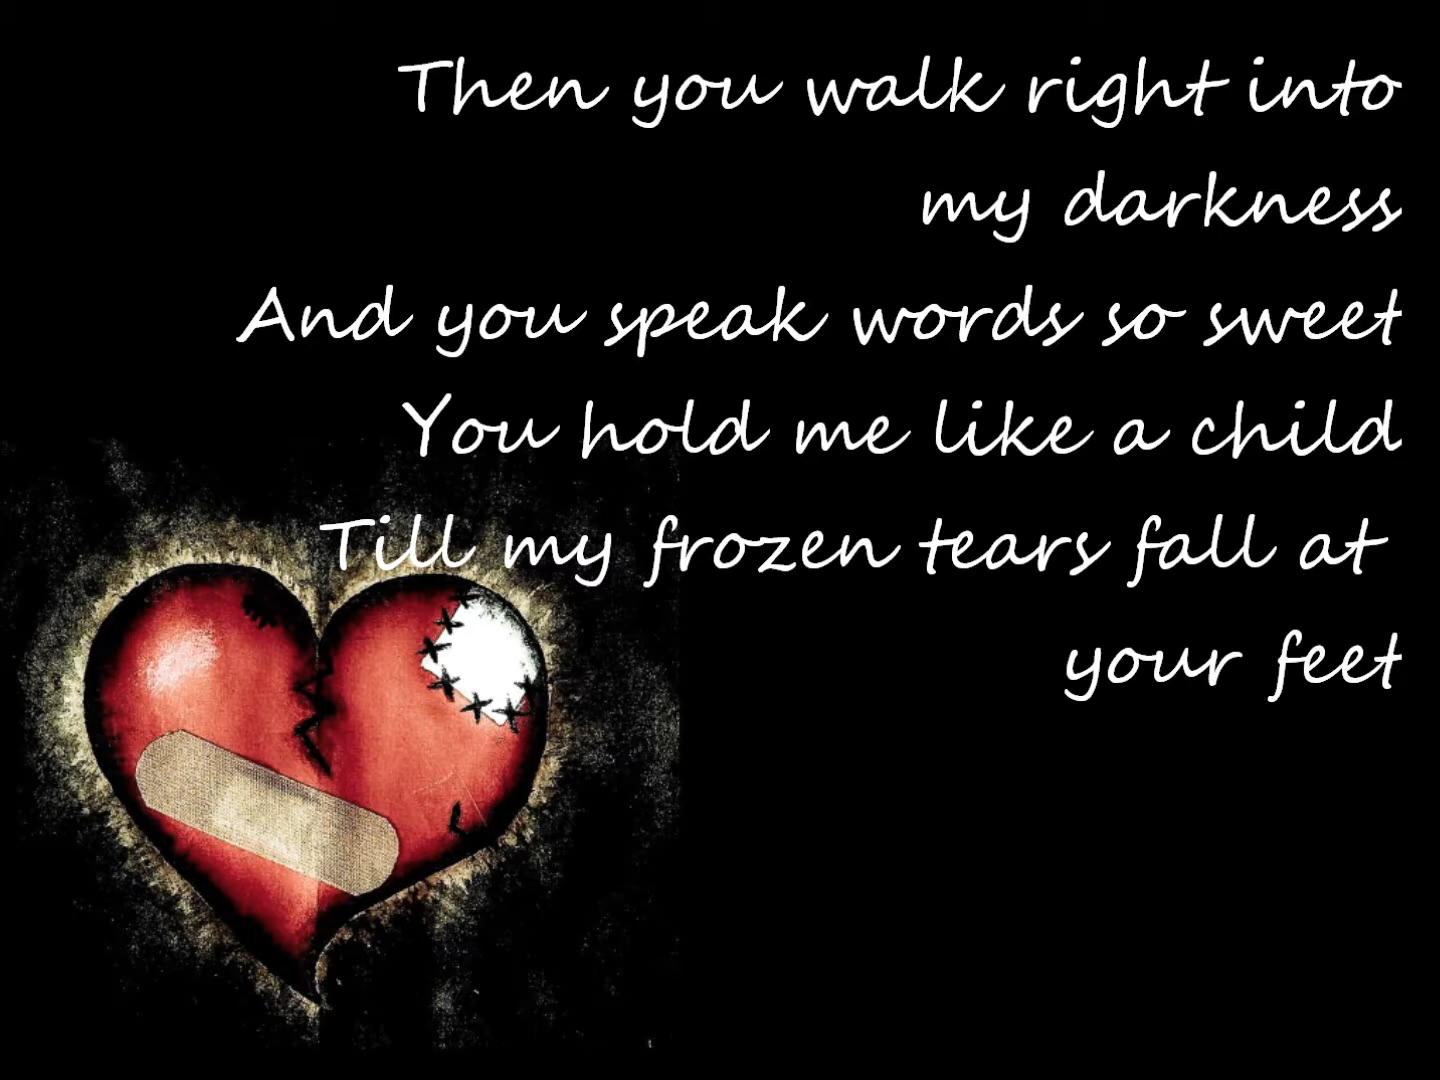 Then you walk right into
my darkness
And you speak words so sweet
You hold me like a child
Till my frozen tears fall at
your feet